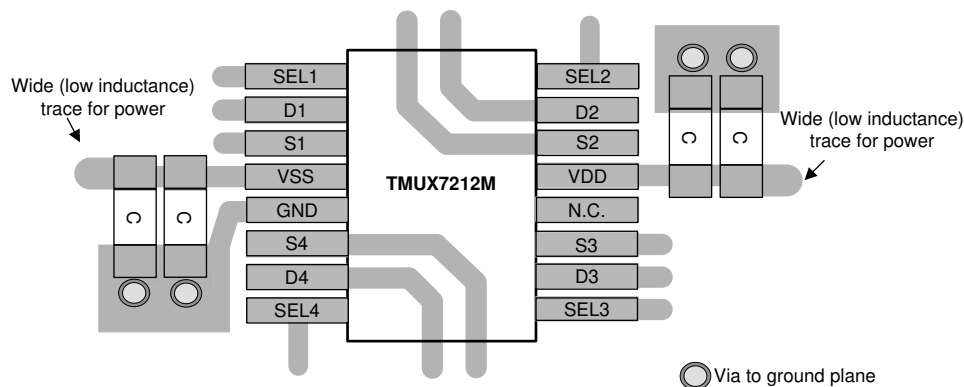 Wide (low inductance)
trace for power
SEL1
D1
S1
VSS
GND
S4
D4
SEL4
C
C
TMUX7212M
SEL2
D2
S2
VDD
N.C.
S3
D3
SEL3
C
C
Wide (low inductance)
trace for power
Via to ground plane